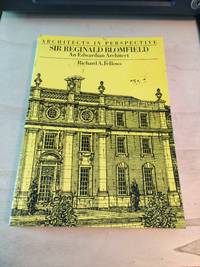 ARCHITECTS IN PERSPECTIVE
SIR REGINALD BLOMFIELD
An Edwardian Architect
Richard A. Fellows